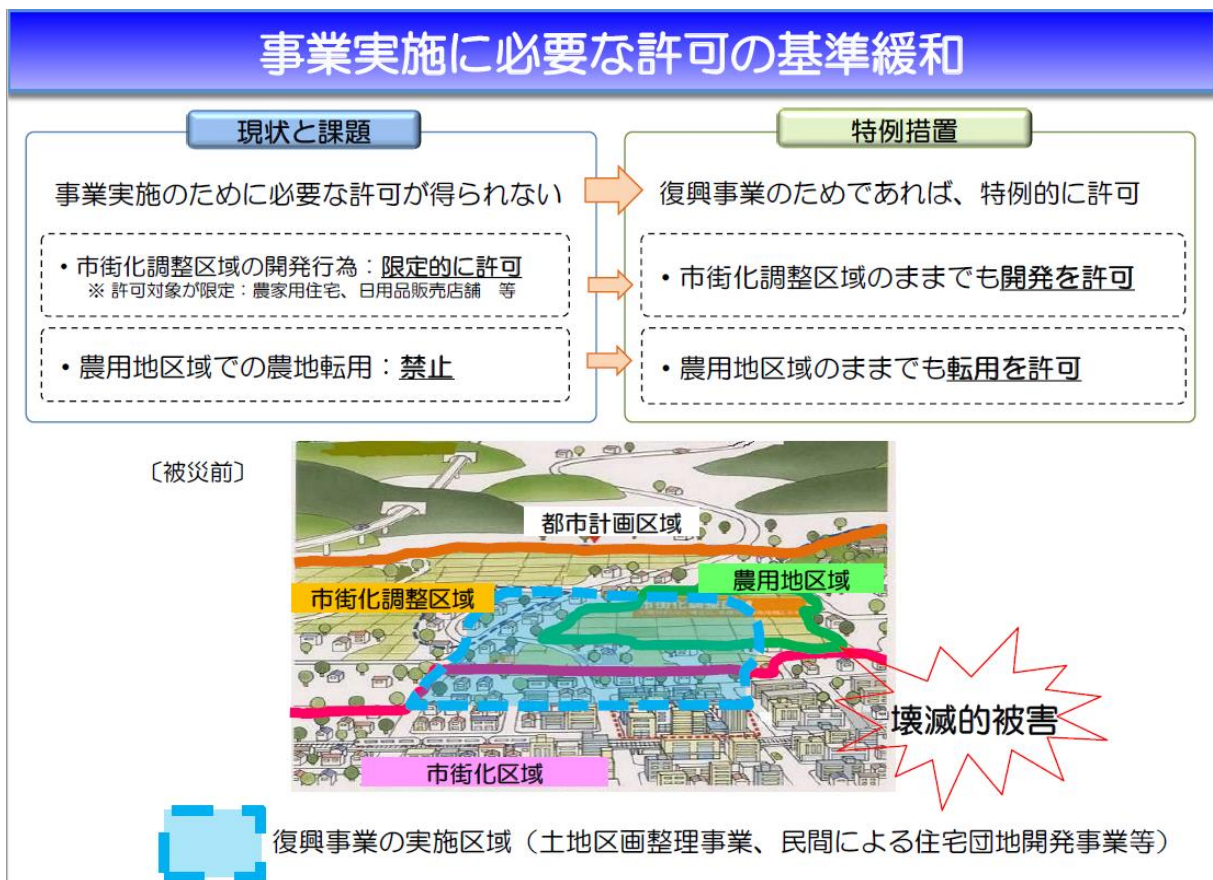 事業実施に必要な許可の基準緩和
現状と課題
事業実施のために必要な許可が得られない
・市街化調整区域の開発行為：限定的に許可
※ 許可対象が限定：農家用住宅、日用品販売店舗　等
・農用地区域での農地転用：禁止
特例措置
復興事業のためであれば、特例的に許可
・市街化調整区域のままでも開発を許可
・農用地区域のままでも転用を許可
〔被災前〕
都市計画区域
農用地区域
市街化調整区域
壊滅的被害
市街化区域
復興事業の実施区域（土地区画整理事業、民間による住宅団地開発事業等）